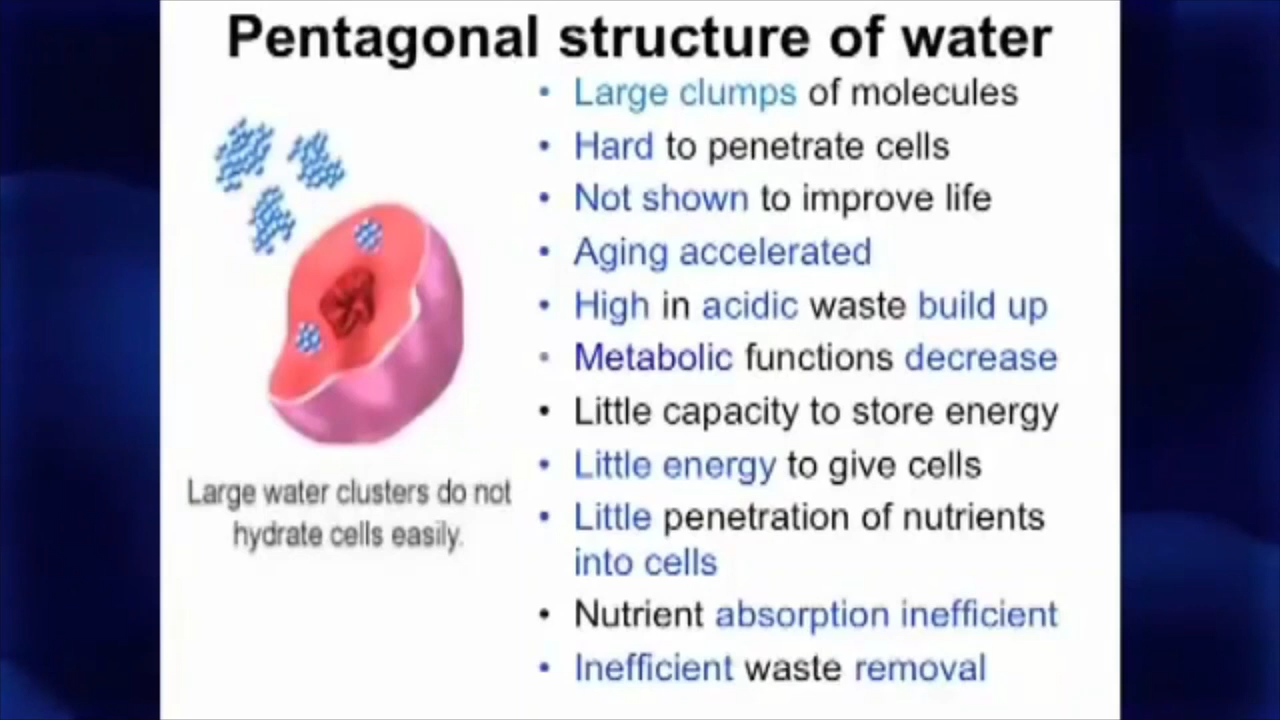 Pentagonal structure of water
Large clumps of molecules
Hard to penetrate cells
Not shown to improve life
Aging accelerated
High in acidic waste build up
Metabolic functions decrease
Little capacity to store energy
Little energy to give cells
Little penetration of nutrients
into cells
Nutrient absorption inefficient
Inefficient waste removal
Large water clusters do not
hydrate cells easily.